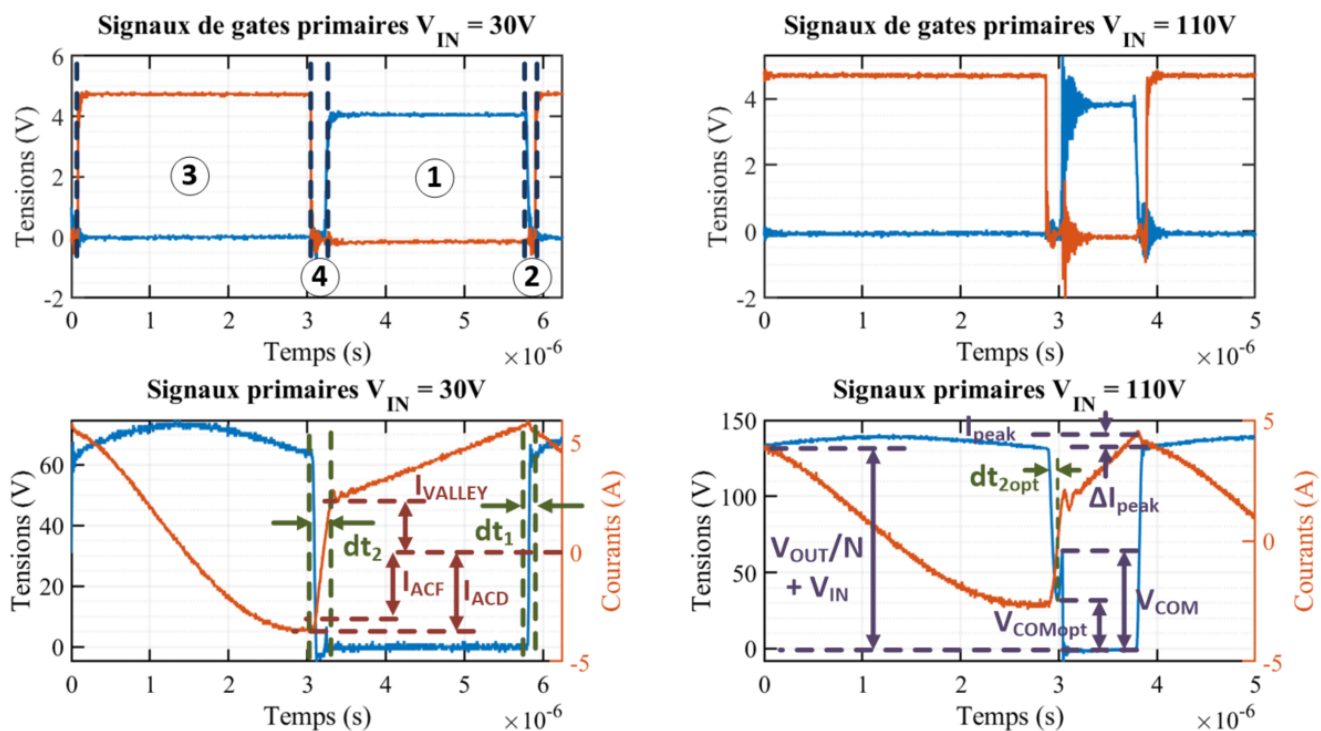 Signaux de gates primaires V_IN = 30V
6
4
2
0
-2
Tensions (V)
3
1
4
2
0 1 2 3 4 5 6
Temps (s)
×10^-6
Signaux de gates primaires V_IN = 110V
4
2
0
-2
Tensions (V)
0 1 2 3 4 5
Temps (s)
×10^-6
Signaux primaires V_IN = 30V
60
40
20
0
Tensions (V)
5
0
-5
Courants (A)
I_VALLEY
dt_2
dt_1
I_ACF
I_ACD
0 1 2 3 4 5 6
Temps (s)
×10^-6
Signaux primaires V_IN = 110V
150
100
50
0
Tensions (V)
5
0
-5
Courants (A)
I_peak
dt_2opt
ΔI_peak
V_OUT/N
+ V_IN
V_COM
V_COMopt
0 1 2 3 4 5
Temps (s)
×10^-6